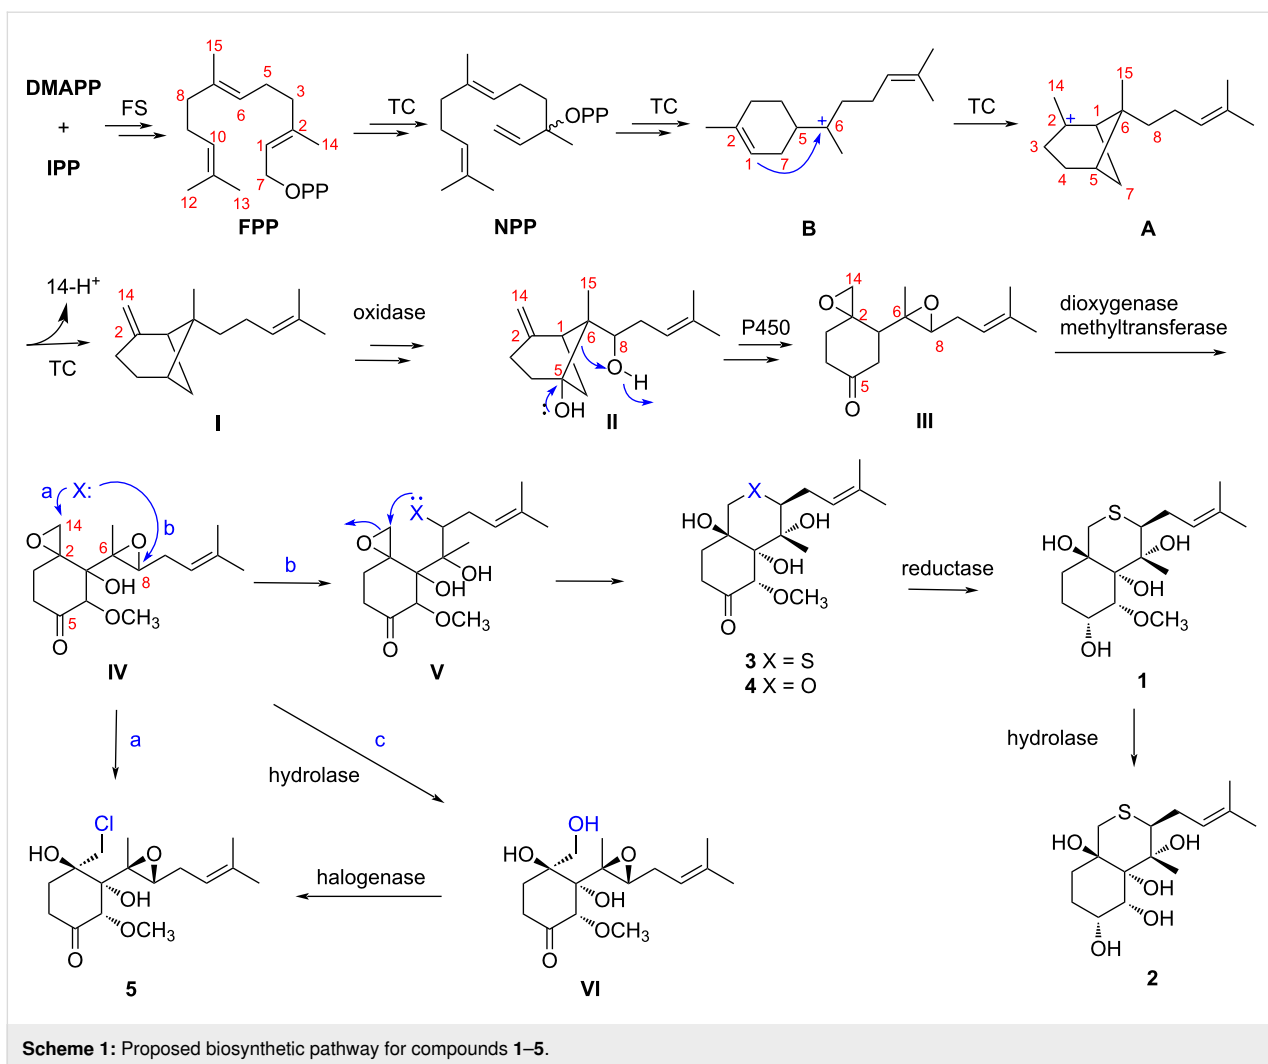 DMAPP
+
IPP
FS
15
5
8
3
6
2
10
1
14
7
OPP
12
13
FPP
TC
OPP
NPP
TC
+
6
2
5
1
7
B
TC
15
14
1
2
+
6
8
3
4
5
7
A
14-H+
TC
14
2
I
oxidase
15
14
1
2
6
8
5
O
H
:OH
II
P450
14
O
2
6
O
8
5
O
III
dioxygenase
methyltransferase
a
X:
14
b
O
6
O
2
OH
8
5
OCH3
O
IV
b
:
X
O
OH
OH
OCH3
O
V
X
HO
OH
OH
OCH3
O
3 X = S
4 X = O
reductase
S
HO
OH
OH
OCH3
OH
1
a
c
hydrolase
hydrolase
Cl
HO
O
OH
OCH3
O
5
halogenase
OH
HO
O
OH
OCH3
O
VI
S
HO
OH
OH
OH
OH
2
Scheme 1: Proposed biosynthetic pathway for compounds 1–5.